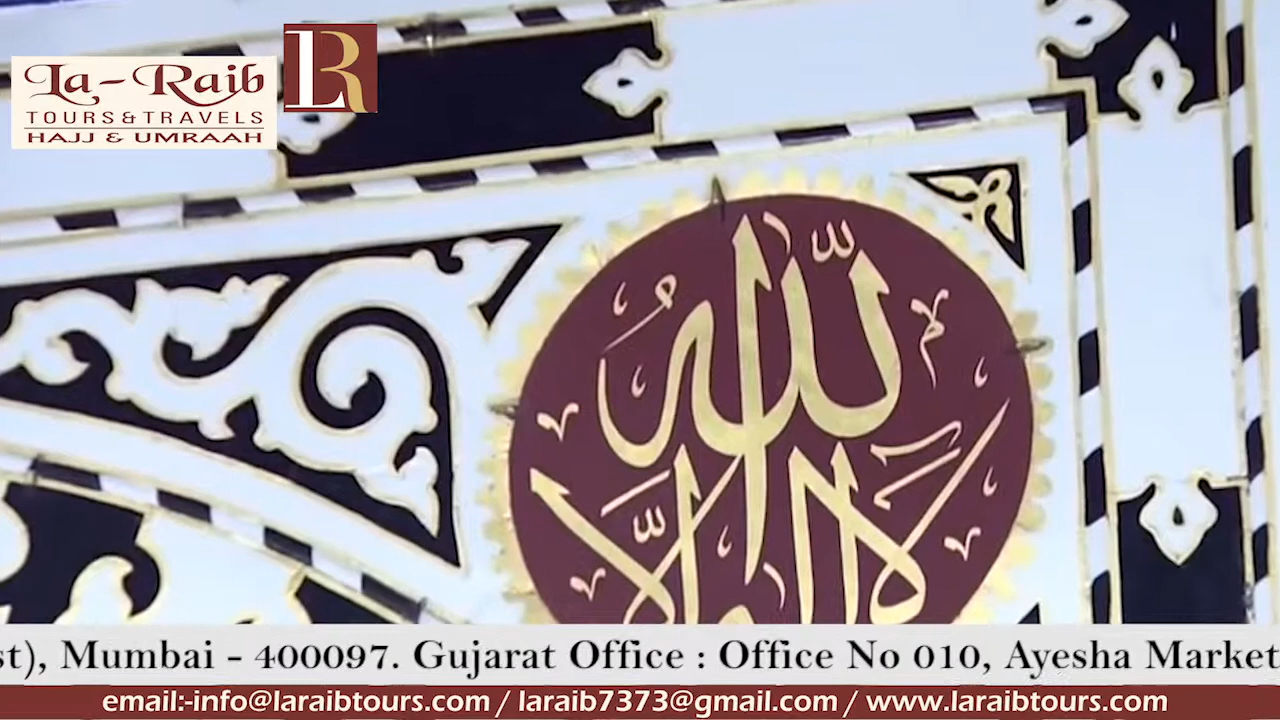 La-Raib
TOURS & TRAVELS
HAJJ & UMRAAH
LR
لا إله إلا الله
st), Mumbai - 400097. Gujarat Office : Office No 010, Ayesha Market
email:-info@laraibtours.com / laraib7373@gmail.com / www.laraibtours.com